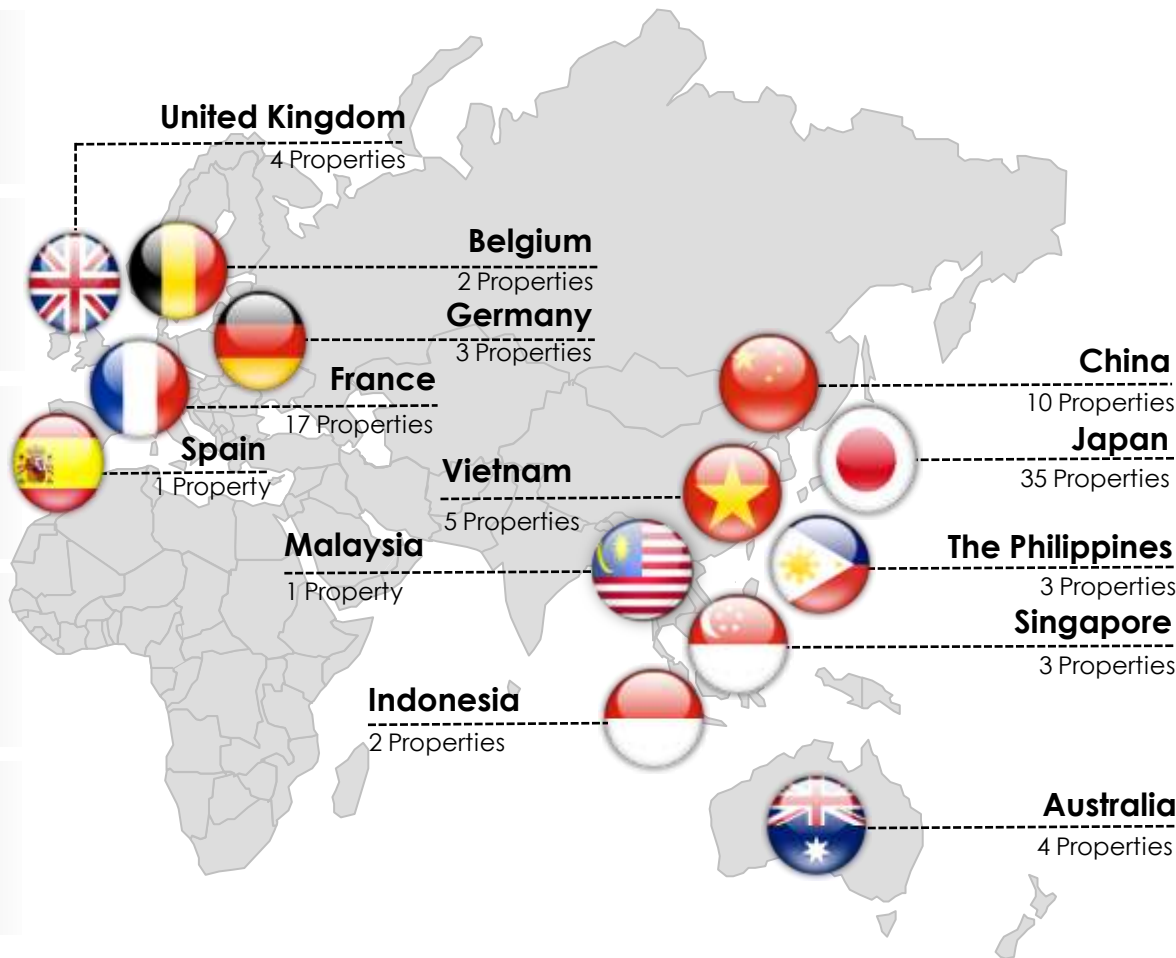 United Kingdom
4 Properties
Belgium
2 Properties
Germany
3 Properties
France
17 Properties
Spain
1 Property
China
10 Properties
Japan
35 Properties
Vietnam
5 Properties
Malaysia
1 Property
The Philippines
3 Properties
Singapore
3 Properties
Indonesia
2 Properties
Australia
4 Properties